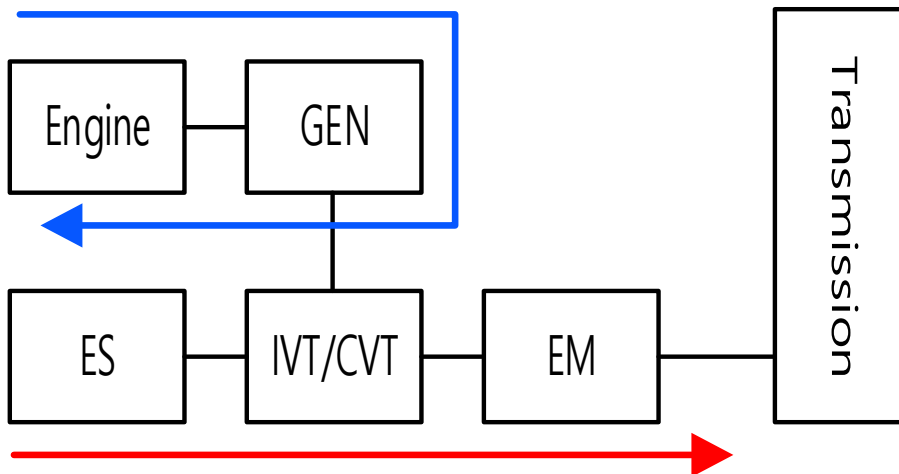 Engine
GEN
Transmission
ES
IVT/CVT
EM